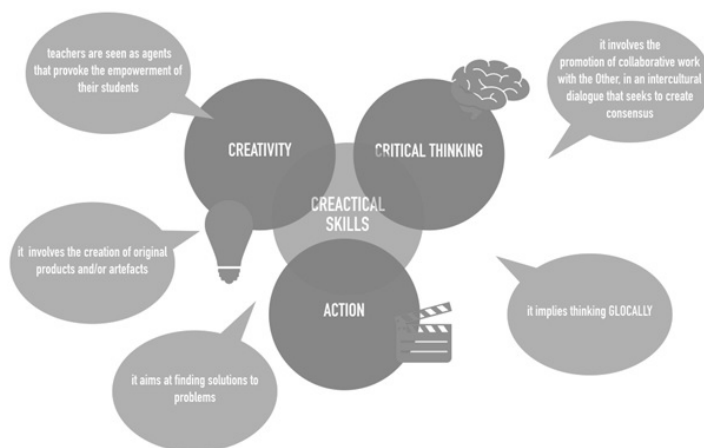 teachers are seen as agents
that provoke the empowerment of
their students
it involves the
promotion of collaborative work
with the Other, in an intercultural
dialogue that seeks to create
consensus
CREATIVITY
CRITICAL THINKING
CREACTICAL
SKILLS
it involves the creation of original
products and/or artefacts
ACTION
it implies thinking GLOCALLY
it aims at finding solutions to
problems